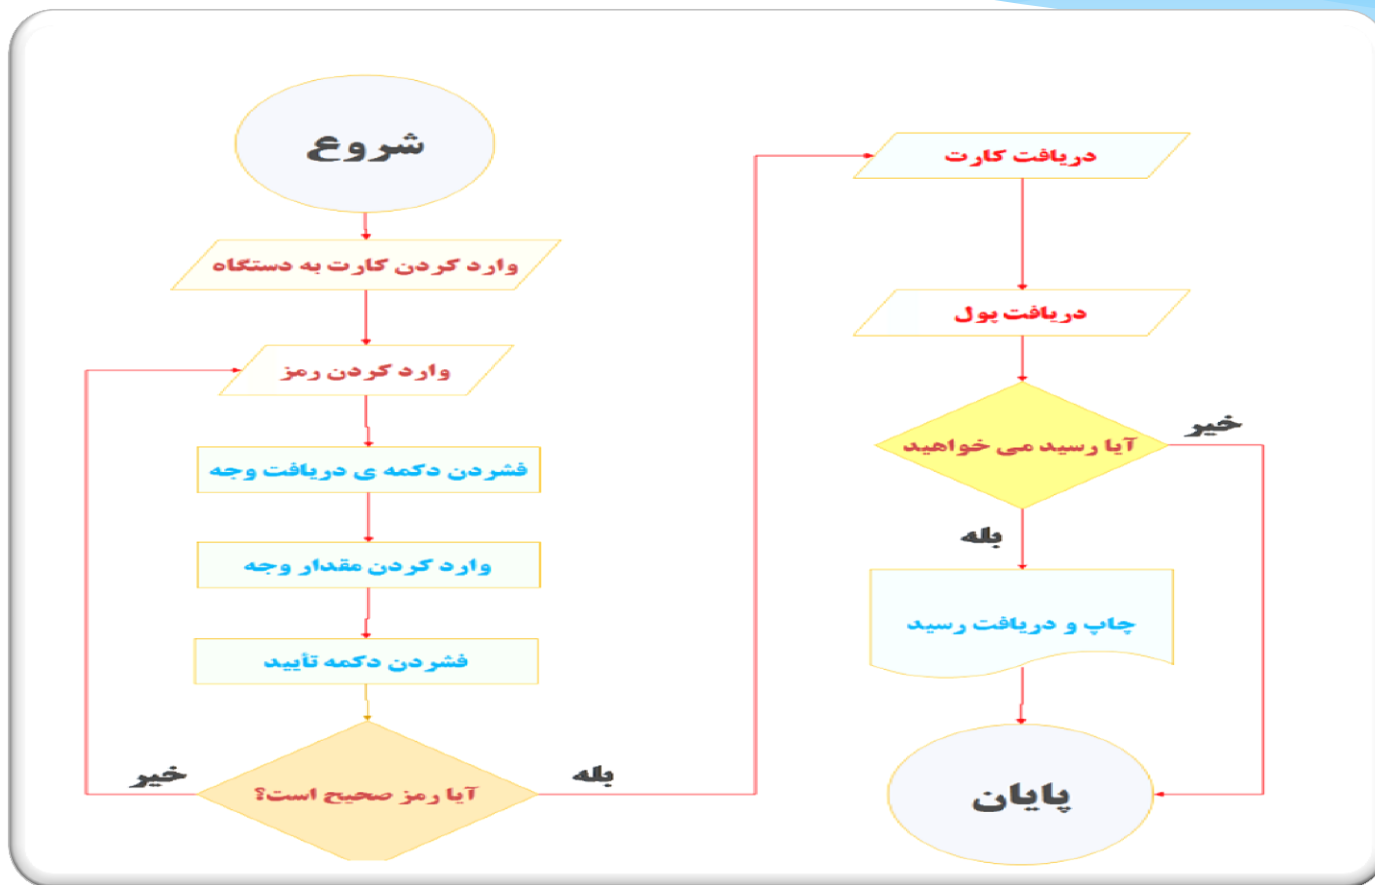 شروع
وارد کردن کارت به دستگاه
وارد کردن رمز
فشردن دکمه ی دریافت وجه
وارد کردن مقدار وجه
فشردن دکمه تأیید
آیا رمز صحیح است؟
خیر
بله
دریافت کارت
دریافت پول
آیا رسید می خواهید
خیر
بله
چاپ و دریافت رسید
پایان